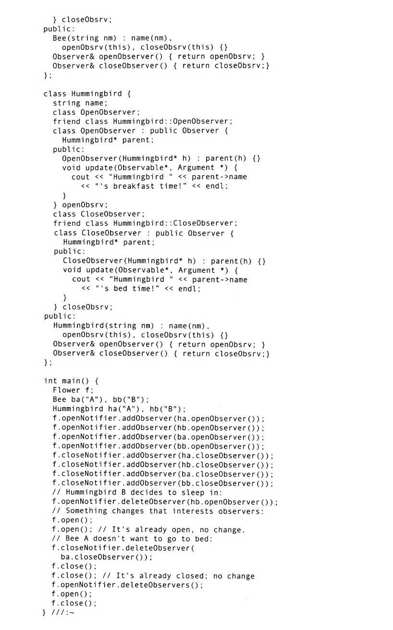 } closeObsrv;
public:
Bee(string nm) : name(nm),
openObsrv(this), closeObsrv(this) {}
Observer& openObserver() { return openObsrv; }
Observer& closeObserver() { return closeObsrv;}
};
class Hummingbird {
string name;
class OpenObserver;
friend class Hummingbird::OpenObserver;
class OpenObserver : public Observer {
Hummingbird* parent;
public:
OpenObserver(Hummingbird* h) : parent(h) {}
void update(Observable*, Argument *) {
cout << "Hummingbird " << parent->name
<< "'s breakfast time!" << endl;
}
} openObsrv;
class CloseObserver;
friend class Hummingbird::CloseObserver;
class CloseObserver : public Observer {
Hummingbird* parent;
public:
CloseObserver(Hummingbird* h) : parent(h) {}
void update(Observable*, Argument *) {
cout << "Hummingbird " << parent->name
<< "'s bed time!" << endl;
}
} closeObsrv;
public:
Hummingbird(string nm) : name(nm),
openObsrv(this), closeObsrv(this) {}
Observer& openObserver() { return openObsrv; }
Observer& closeObserver() { return closeObsrv;}
};
int main() {
Flower f;
Bee ba("A"), bb("B");
Hummingbird ha("A"), hb("B");
f.openNotifier.addObserver(ha.openObserver());
f.openNotifier.addObserver(hb.openObserver());
f.openNotifier.addObserver(ba.openObserver());
f.openNotifier.addObserver(bb.openObserver());
f.closeNotifier.addObserver(ha.closeObserver());
f.closeNotifier.addObserver(hb.closeObserver());
f.closeNotifier.addObserver(ba.closeObserver());
f.closeNotifier.addObserver(bb.closeObserver());
// Hummingbird B decides to sleep in:
f.openNotifier.deleteObserver(hb.openObserver());
// Something changes that interests observers:
f.open();
f.open(); // It's already open, no change.
// Bee A doesn't want to go to bed:
f.closeNotifier.deleteObserver(
ba.closeObserver());
f.close();
f.close(); // It's already closed; no change
f.openNotifier.deleteObservers();
f.open();
f.close();
} ///:~